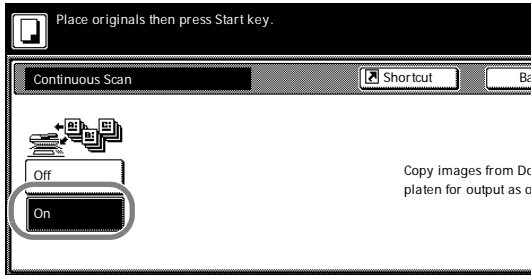 Place originals then press Start key.
Continuous Scan
Shortcut
Ba
Off
On
Copy images from Do
platen for output as o